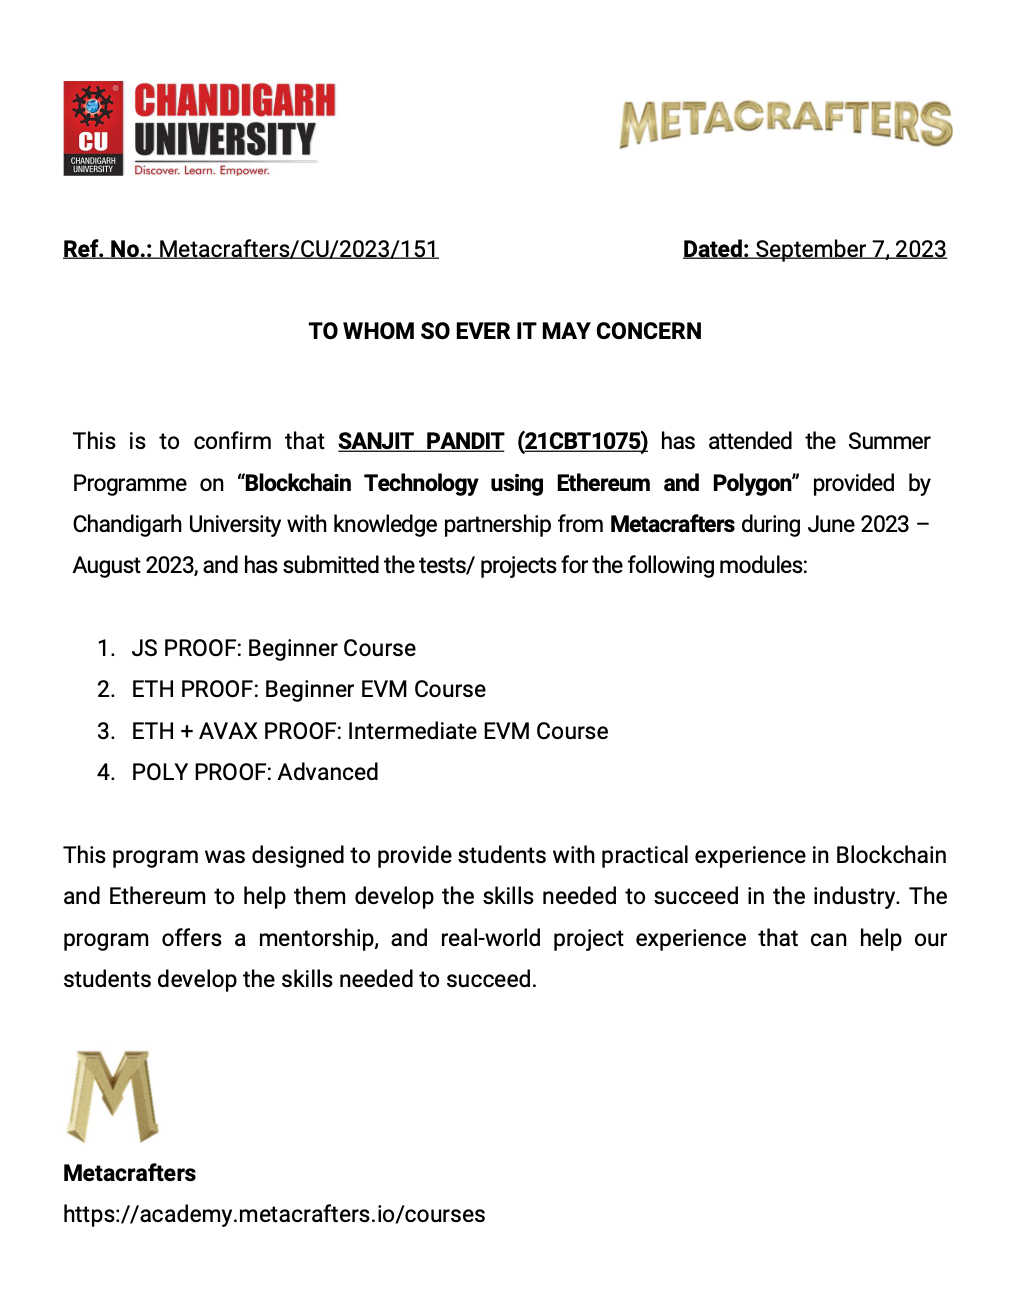 CU
CHANDIGARH
UNIVERSITY
®
CHANDIGARH
UNIVERSITY
Discover. Learn. Empower.
METACRAFTERS
Ref. No.: Metacrafters/CU/2023/151 Dated: September 7, 2023
TO WHOM SO EVER IT MAY CONCERN
This is to confirm that SANJIT PANDIT (21CBT1075) has attended the Summer
Programme on “Blockchain Technology using Ethereum and Polygon” provided by
Chandigarh University with knowledge partnership from Metacrafters during June 2023 –
August 2023, and has submitted the tests/ projects for the following modules:
1. JS PROOF: Beginner Course
2. ETH PROOF: Beginner EVM Course
3. ETH + AVAX PROOF: Intermediate EVM Course
4. POLY PROOF: Advanced
This program was designed to provide students with practical experience in Blockchain
and Ethereum to help them develop the skills needed to succeed in the industry. The
program offers a mentorship, and real-world project experience that can help our
students develop the skills needed to succeed.
M
Metacrafters
https://academy.metacrafters.io/courses